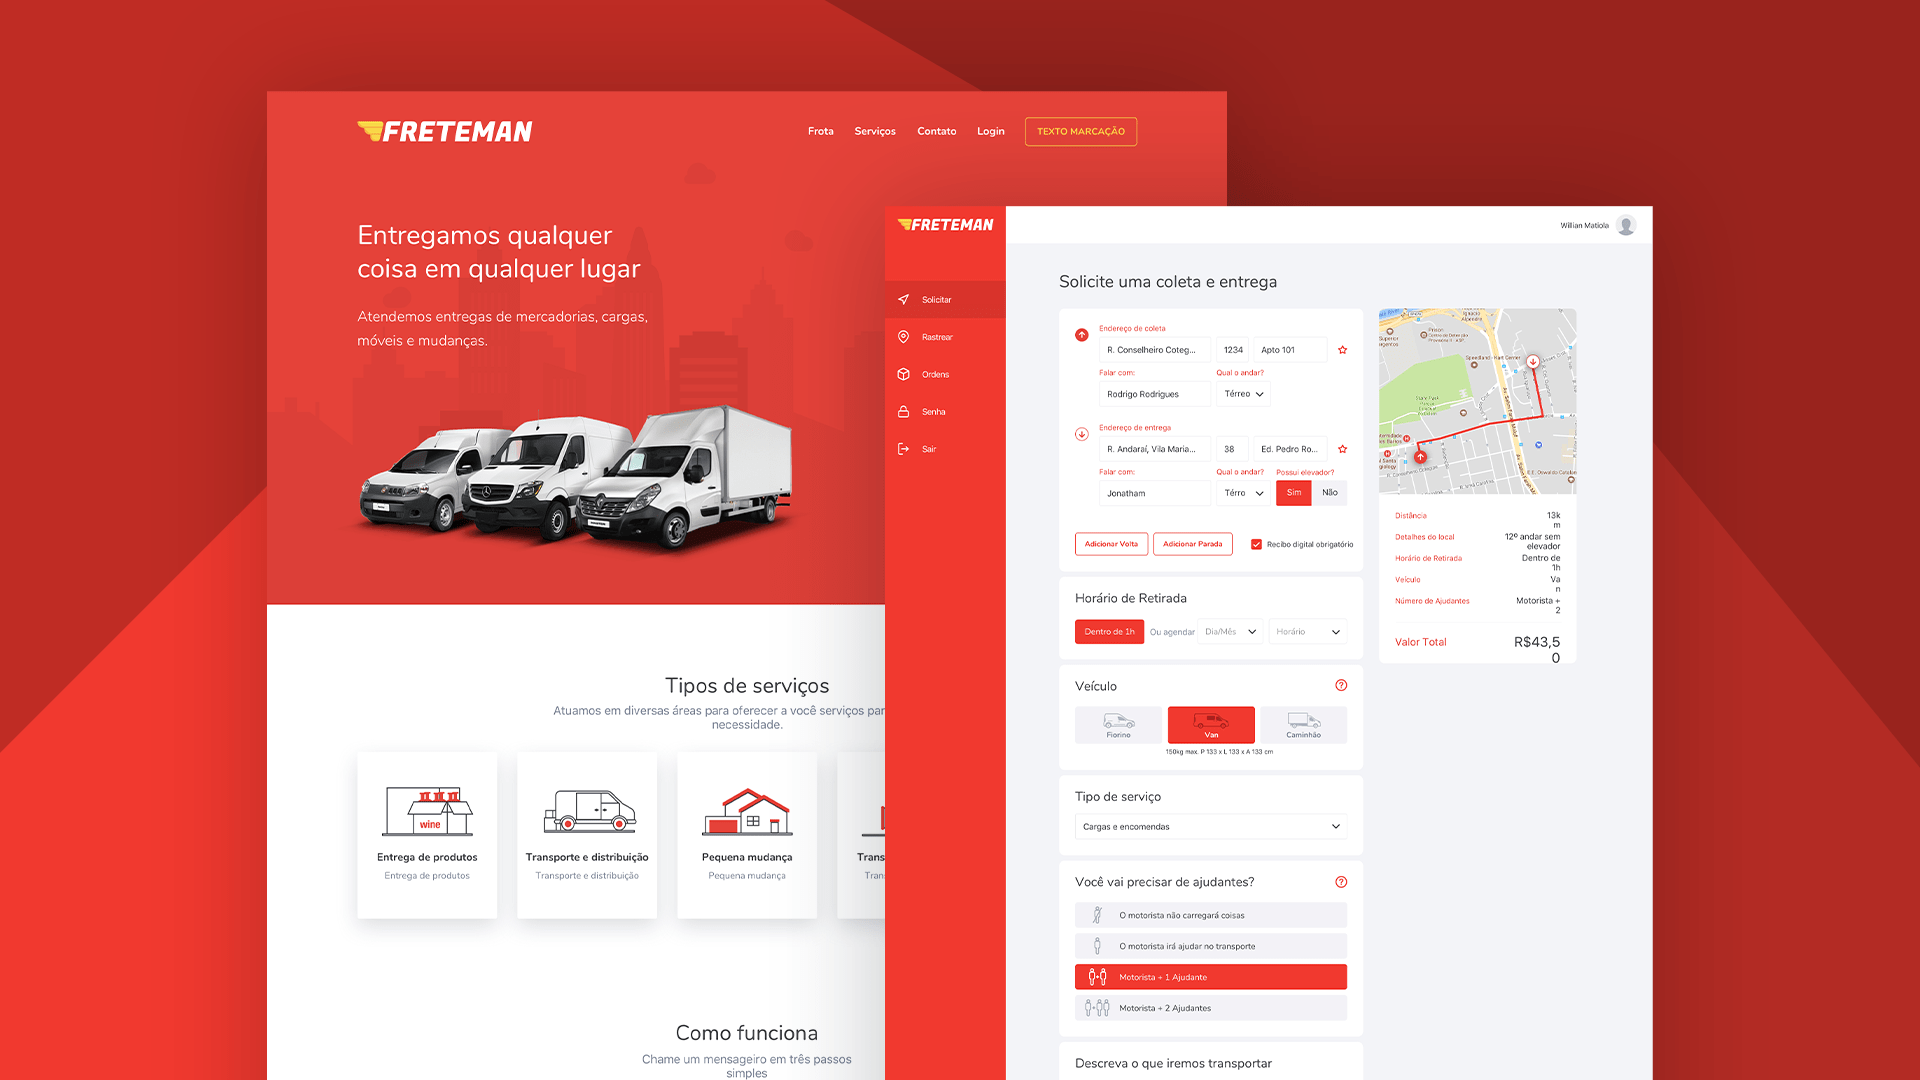 FRETEMAN
Frota
Serviços
Contato
Login
TEXTO MARCAÇÃO
Entregamos qualquer
coisa em qualquer lugar
Atendemos entregas de mercadorias, cargas,
móveis e mudanças.
Tipos de serviços
Atuamos em diversas áreas para oferecer a você serviços par
necessidade.
wine
Entrega de produtos
Entrega de produtos
Transporte e distribuição
Transporte e distribuição
Pequena mudança
Pequena mudança
Trans
Tran
Como funciona
Chame um mensageiro em três passos
simples
FRETEMAN
Willian Matiola
Solicitar
Rastrear
Ordens
Senha
Sair
Solicite uma coleta e entrega
Endereço de coleta
R. Conselheiro Coteg...
1234
Apto 101
Falar com:
Qual o andar?
Rodrigo Rodrigues
Térreo
Endereço de entrega
R. Andaraí, Vila Maria...
38
Ed. Pedro Ro...
Falar com:
Qual o andar?
Possui elevador?
Jonatham
Térro
Sim
Não
Adicionar Volta
Adicionar Parada
Recibo digital obrigatório
Horário de Retirada
Dentro de 1h
Ou agendar
Dia/Mês
Horário
Veículo
Fiorino
Van
Caminhão
150kg max. P 133 x L 133 x A 133 cm
Tipo de serviço
Cargas e encomendas
Você vai precisar de ajudantes?
O motorista não carregará coisas
O motorista irá ajudar no transporte
Motorista + 1 Ajudante
Motorista + 2 Ajudantes
Descreva o que iremos transportar
Distância
13k
m
Detalhes do local
12º andar sem
elevador
Horário de Retirada
Dentro de
1h
Veículo
Va
n
Número de Ajudantes
Motorista +
2
Valor Total
R$43,5
0